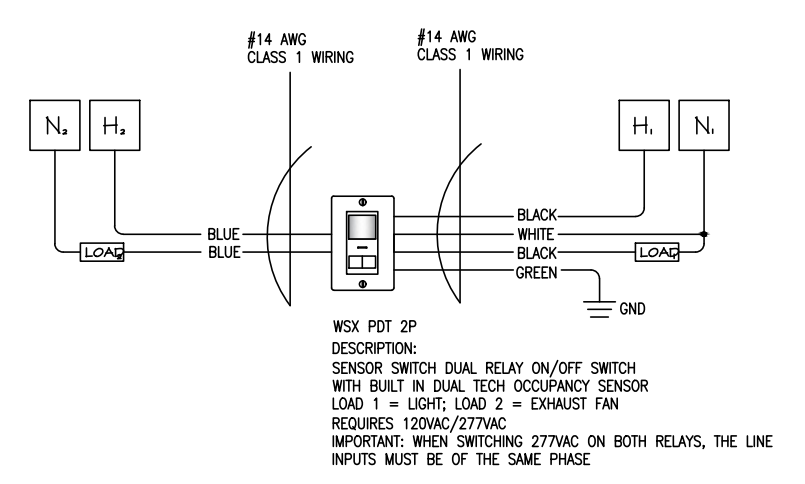 #14 AWG
CLASS 1 WIRING
#14 AWG
CLASS 1 WIRING
N₂
H₂
H₁
N₁
BLUE
BLUE
LOAD₂
BLACK
WHITE
BLACK
GREEN
LOAD₁
GND
WSX PDT 2P
DESCRIPTION:
SENSOR SWITCH DUAL RELAY ON/OFF SWITCH
WITH BUILT IN DUAL TECH OCCUPANCY SENSOR
LOAD 1 = LIGHT; LOAD 2 = EXHAUST FAN
REQUIRES 120VAC/277VAC
IMPORTANT: WHEN SWITCHING 277VAC ON BOTH RELAYS, THE LINE
INPUTS MUST BE OF THE SAME PHASE